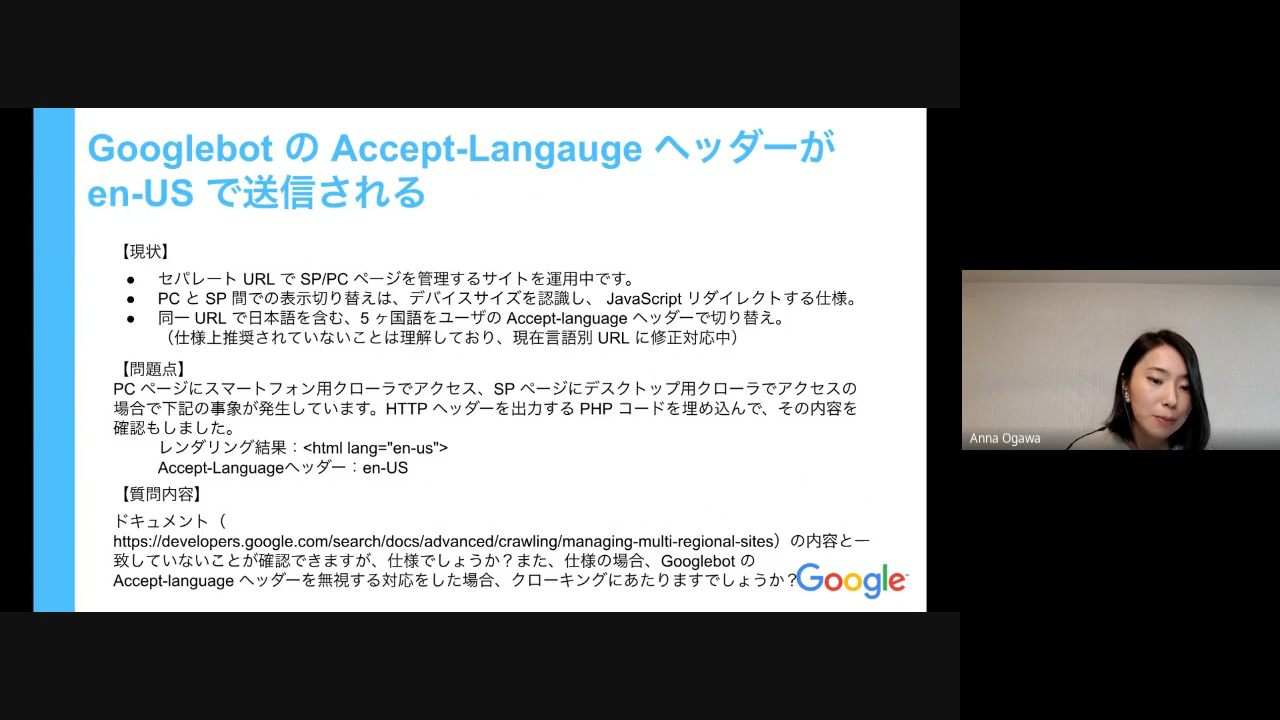 Googlebot の Accept-Langauge ヘッダーが
en-US で送信される
【現状】
● セパレート URL で SP/PC ページを管理するサイトを運用中です。
● PC と SP 間での表示切り替えは、デバイスサイズを認識し、 JavaScript リダイレクトする仕様。
● 同一 URL で日本語を含む、5 ヶ国語をユーザの Accept-language ヘッダーで切り替え。
（仕様上推奨されていないことは理解しており、現在言語別 URL に修正対応中）
【問題点】
PC ページにスマートフォン用クローラでアクセス、SP ページにデスクトップ用クローラでアクセスの
場合で下記の事象が発生しています。HTTP ヘッダーを出力する PHP コードを埋め込んで、その内容を
確認もしました。
レンダリング結果：<html lang="en-us">
Accept-Languageヘッダー：en-US
【質問内容】
ドキュメント（
https://developers.google.com/search/docs/advanced/crawling/managing-multi-regional-sites）の内容と一
致していないことが確認できますが、仕様でしょうか？また、仕様の場合、Googlebot の
Accept-language ヘッダーを無視する対応をした場合、クローキングにあたりますでしょうか？
Google
Anna Ogawa